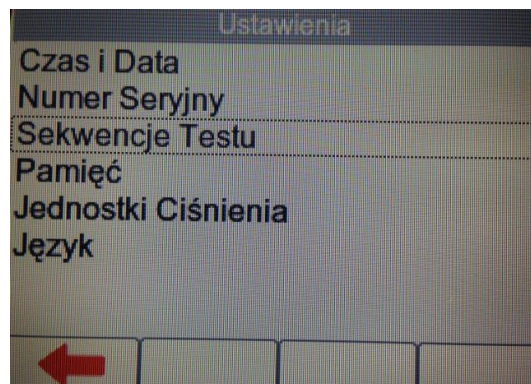 Ustawienia
Czas i Data
Numer Seryjny
Sekwencje Testu
Pamięć
Jednostki Ciśnienia
Język